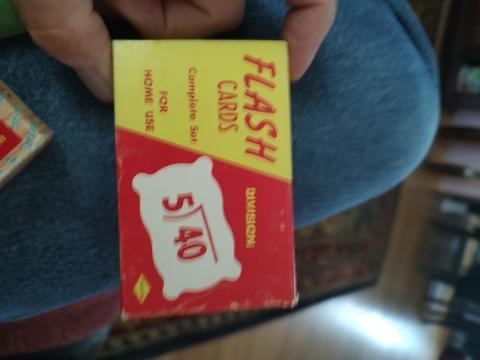 FLASH
CARDS
Complete Set
FOR
HOME USE
DIVISION
5)40